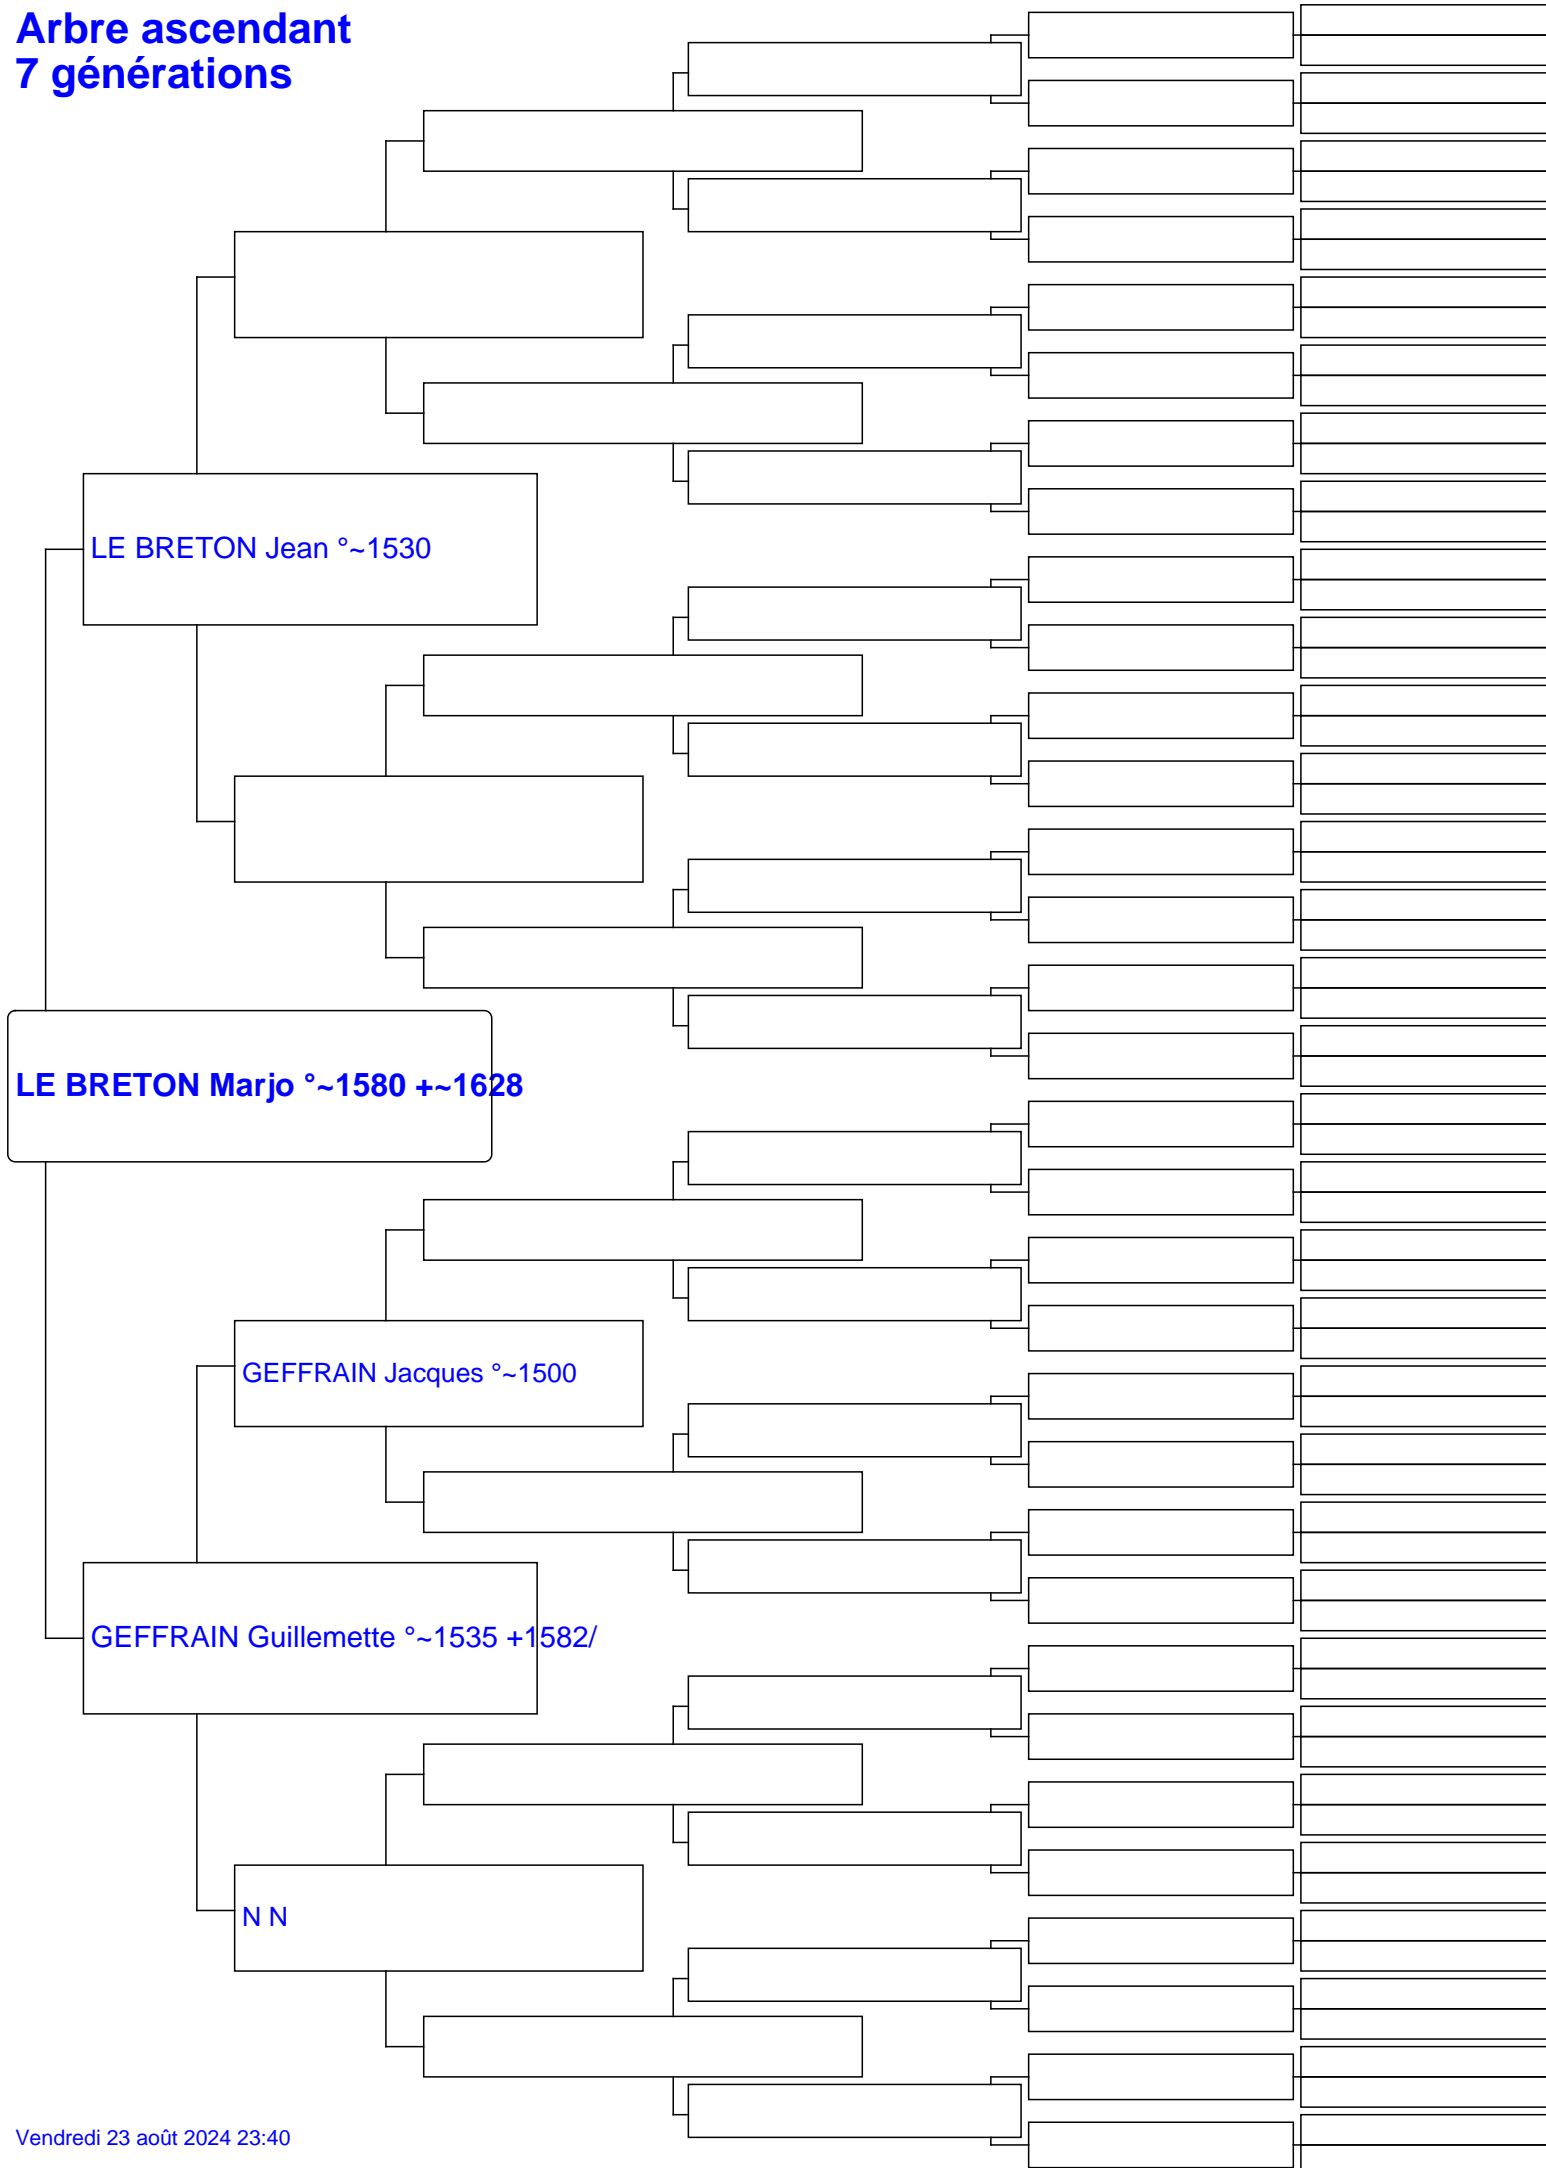 Arbre ascendant
7 générations
LE BRETON Jean °~1530
LE BRETON Marjo °~1580 +~1628
GEFFRAIN Jacques °~1500
GEFFRAIN Guillemette °~1535 +1582/
N N
Vendredi 23 août 2024 23:40